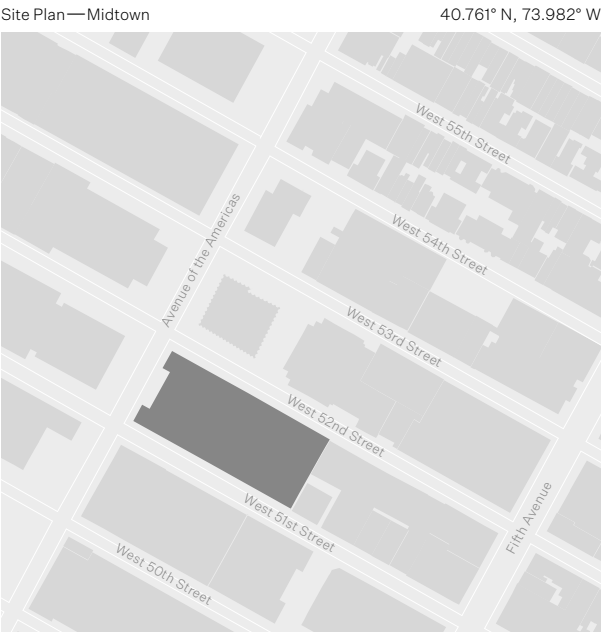 Site Plan—Midtown
40.761° N, 73.982° W
West 55th Street
Avenue of the Americas
West 54th Street
West 53rd Street
West 52nd Street
Fifth Avenue
West 51st Street
West 50th Street